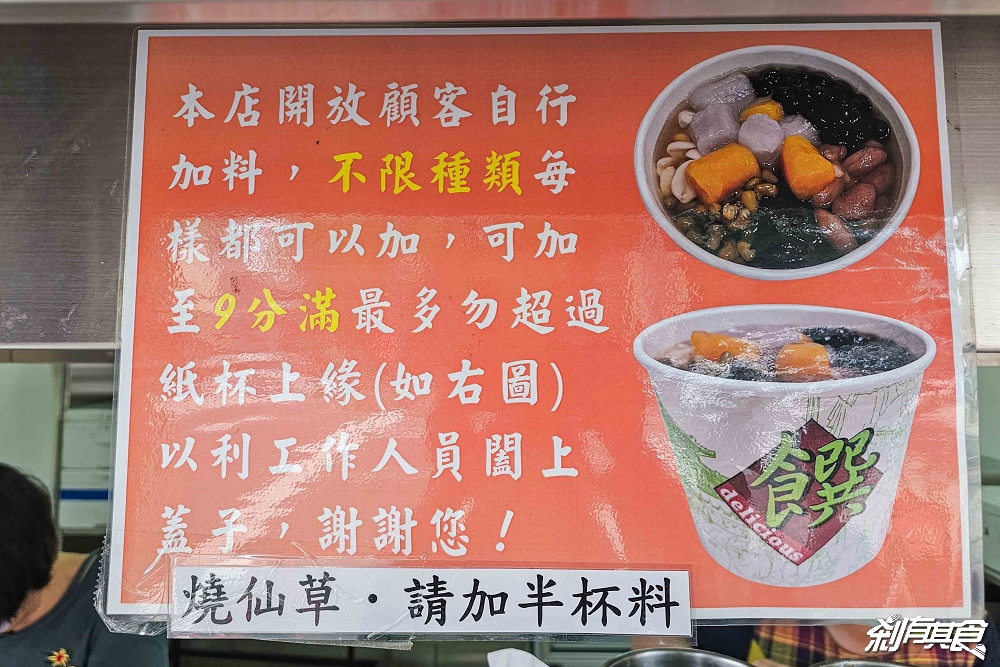 本店開放顧客自行
加料，不限種類每
樣都可以加，可加
至9分滿最多勿超過
紙杯上緣(如右圖)
以利工作人員闔上
蓋子，謝謝您！
燒仙草·請加半杯料
饌
delicious
剎有其食